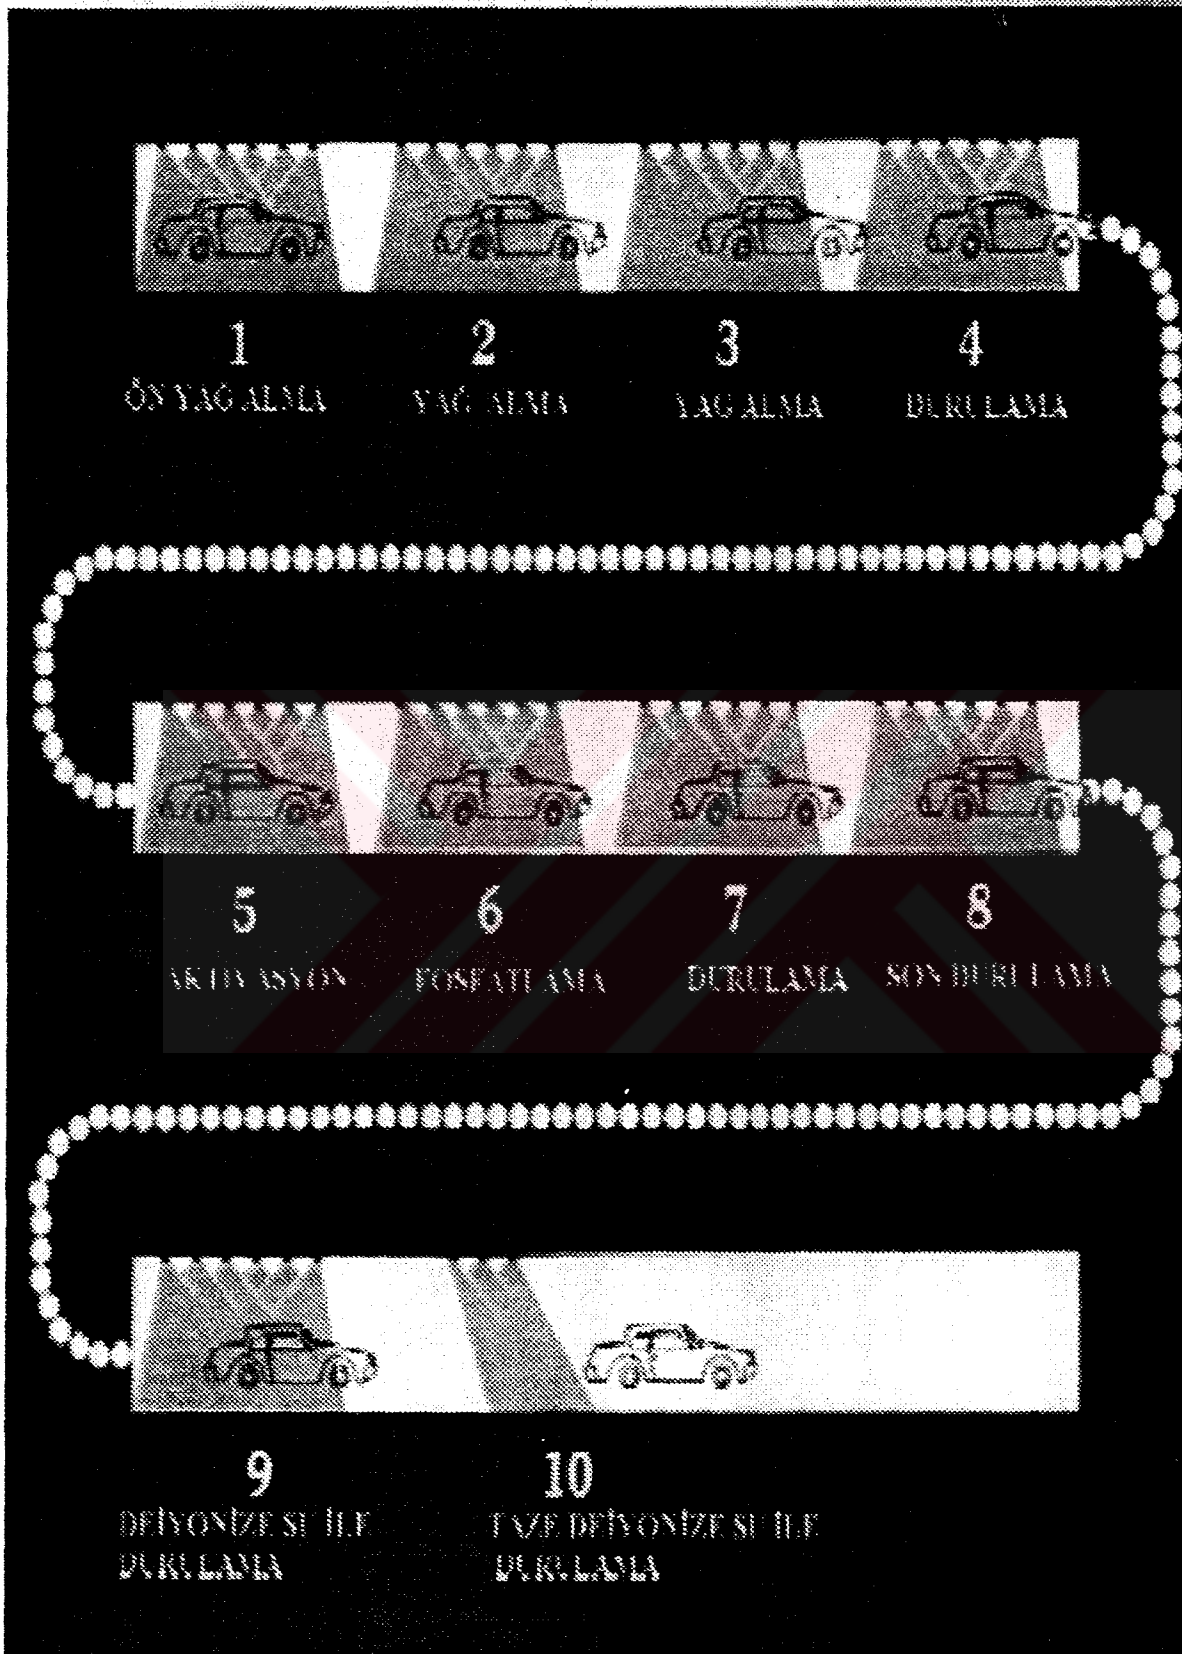 1 2 3 4
ÖN YAĞ ALMA YAĞ ALMA YAĞ ALMA DURULAMA
5 6 7 8
AKTİVASYON FOSFATLAMA DURULAMA SON DURULAMA
9 10
DEİYONİZE SU İLE TAZE DEİYONİZE SU İLE
DURULAMA DURULAMA